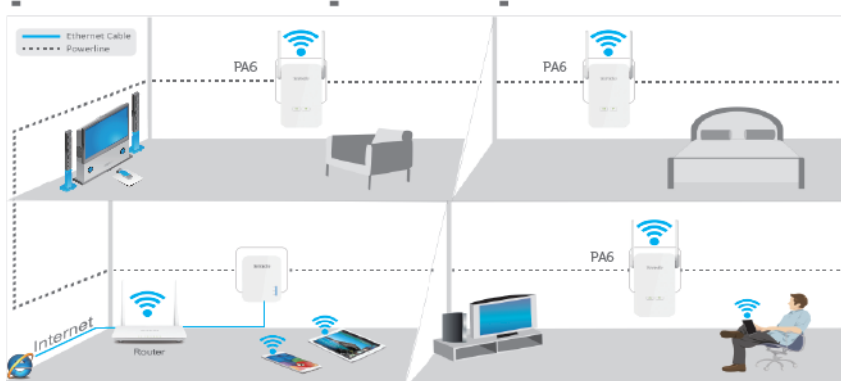 Ethernet Cable
Powerline
PA6
PA6
PA6
Internet
Router